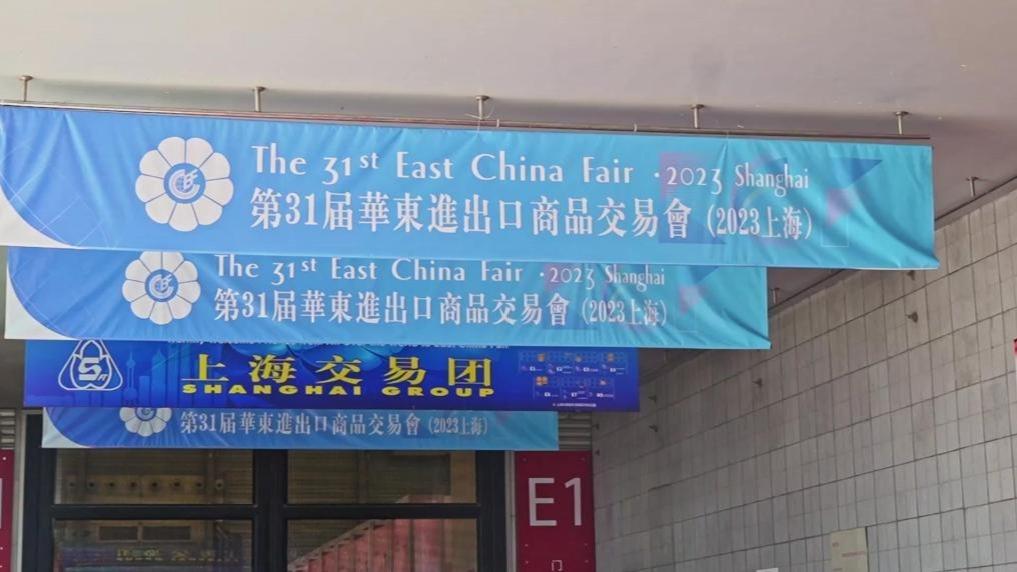 The 31st East China Fair · 2023 Shanghai
第31届華東進出口商品交易會（2023上海）
The 31st East China Fair · 2023 Shanghai
第31届華東進出口商品交易會（2023上海）
上海交易团
SHANGHAI GROUP
第31届華東進出口商品交易會（2023上海）
E1
门